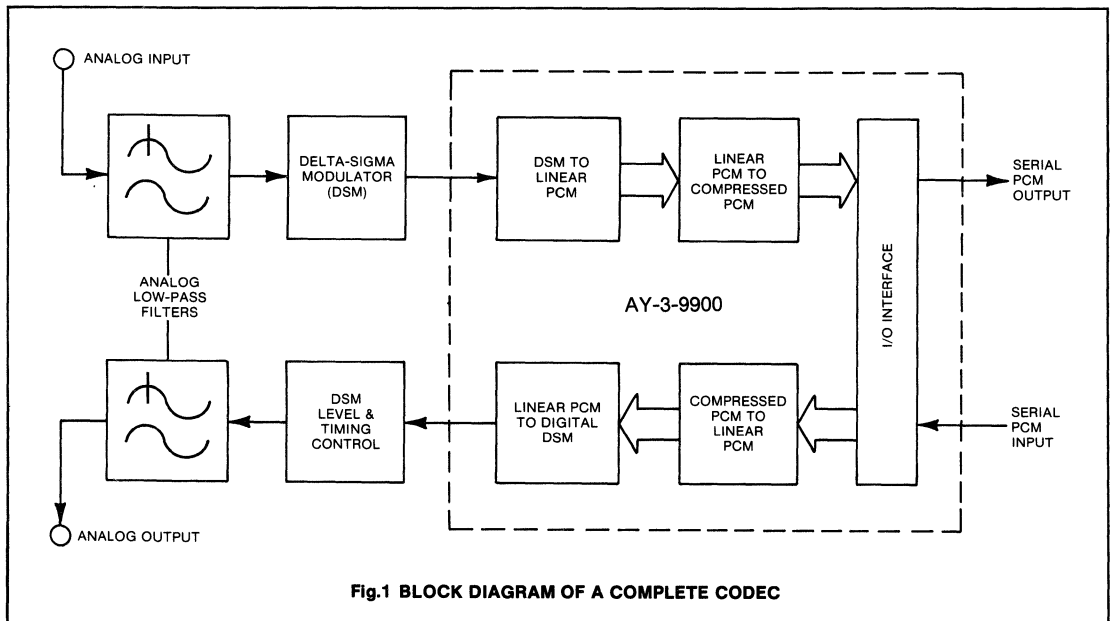 ANALOG INPUT
DELTA-SIGMA
MODULATOR
(DSM)
DSM TO
LINEAR
PCM
LINEAR
PCM TO
COMPRESSED
PCM
SERIAL
PCM
OUTPUT
ANALOG
LOW-PASS
FILTERS
AY-3-9900
I/O INTERFACE
DSM
LEVEL &
TIMING
CONTROL
LINEAR PCM
TO DIGITAL
DSM
COMPRESSED
PCM TO
LINEAR
PCM
SERIAL
PCM
INPUT
ANALOG OUTPUT
Fig.1 BLOCK DIAGRAM OF A COMPLETE CODEC